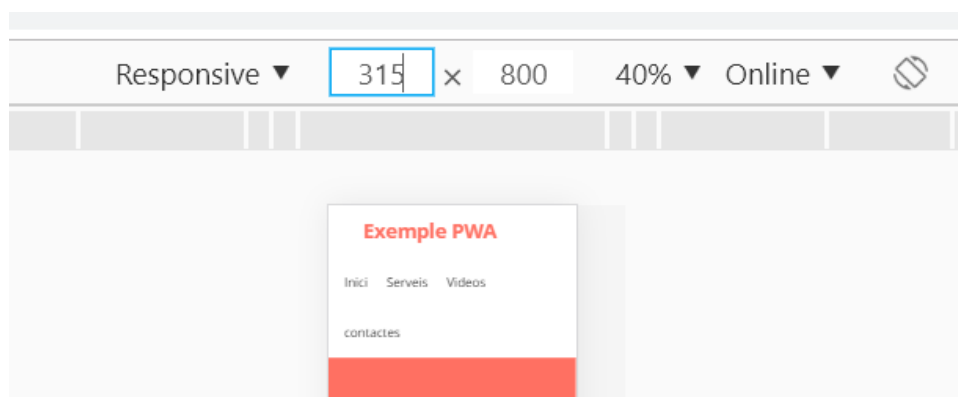 Responsive ▼ 315 × 800 40% ▼ Online ▼
Exemple PWA
Inici Serveis Videos
contactes